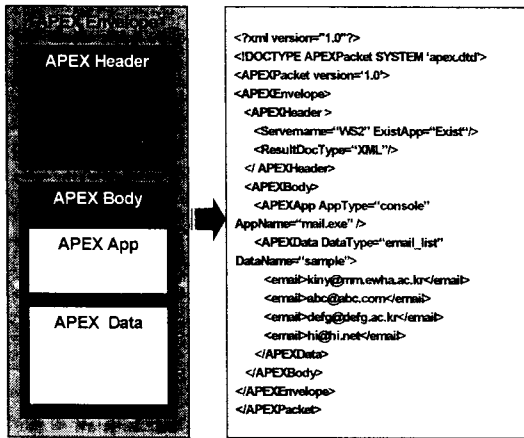 APEX Envelope
APEX Header
APEX Body
APEX App
APEX Data
<?xml version="1.0"?>
<!DOCTYPE APEXPacket SYSTEM 'apex.dtd'>
<APEXPacket version='1.0'>
<APEXEnvelope>
<APEXHeader >
<Servername="WS2" ExistApp="Exist"/>
<ResultDocType="XML"/>
</ APEXHeader>
<APEXBody>
<APEXApp AppType="console"
AppName="mail.exe" />
<APEXData DataType="email_list"
DataName="sample">
<email>kiny@mm.ewha.ac.kr</email>
<email>abc@abc.com</email>
<email>defg@defg.ac.kr</email>
<email>hi@hi.net</email>
</APEXData>
</APEXBody>
</APEXEnvelope>
</APEXPacket>